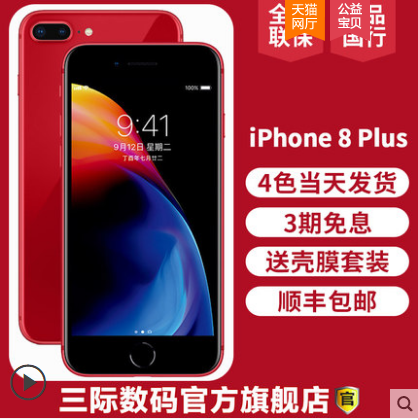 天猫
网厅
公益
宝贝
全
品
联保
国行
100%
9:41
9月12日 星期二
丁酉年七月廿二
iPhone 8 Plus
4色当天发货
3期免息
送壳膜套装
顺丰包邮
三际数码官方旗舰店
官